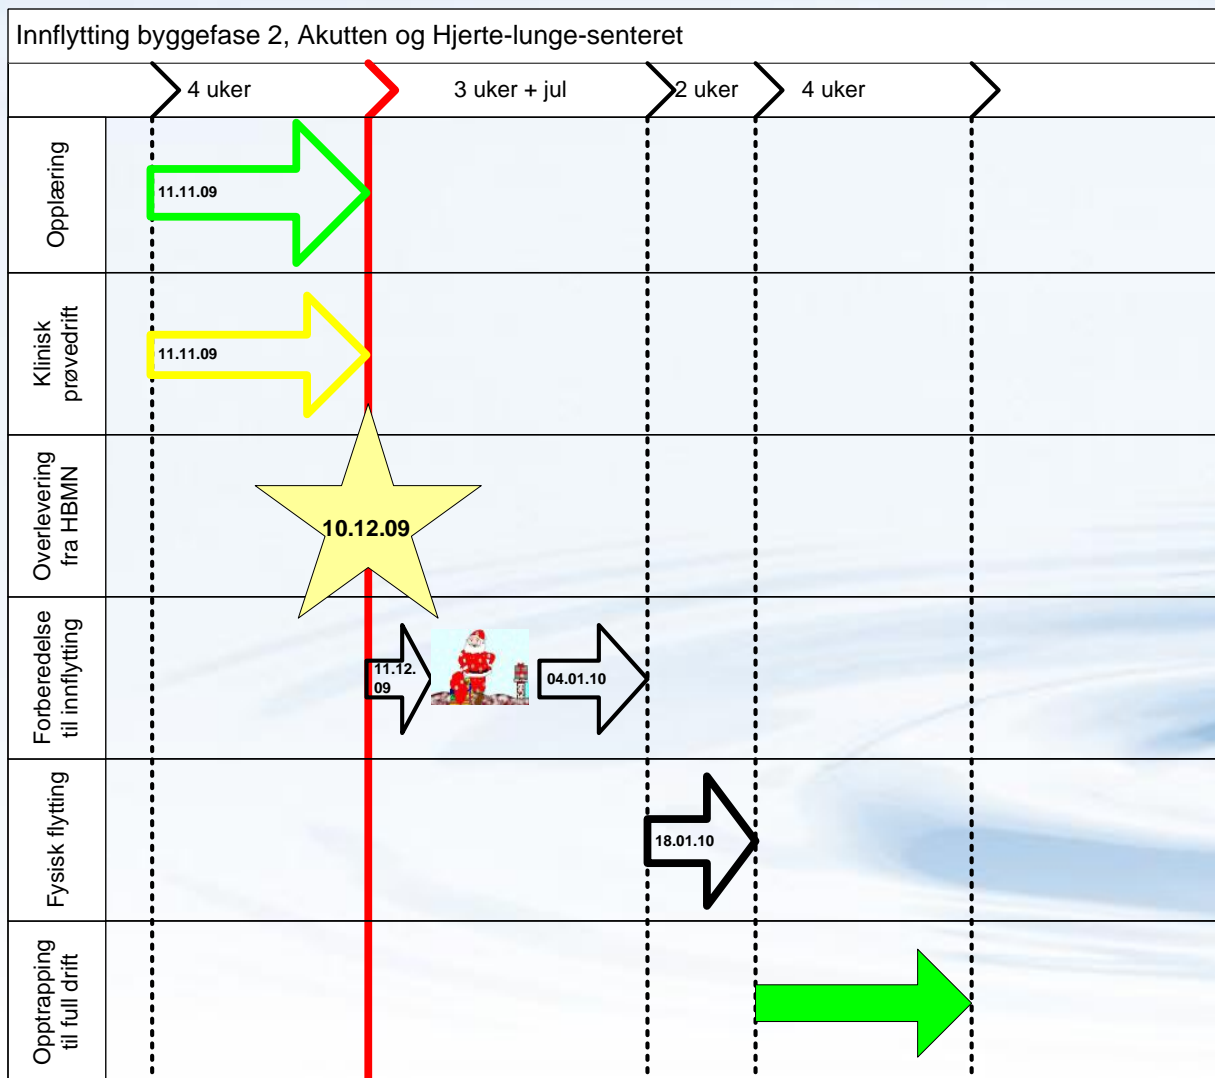 Innflytting byggefase 2, Akutten og Hjerte-lunge-senteret
4 uker
3 uker + jul
2 uker
4 uker
Opplæring
11.11.09
Klinisk
prøvedrift
11.11.09
Overlevering
fra HBMN
10.12.09
Forberedelse
til innflytting
11.12.
09
04.01.10
Fysisk flytting
18.01.10
Opptrapping
til full drift